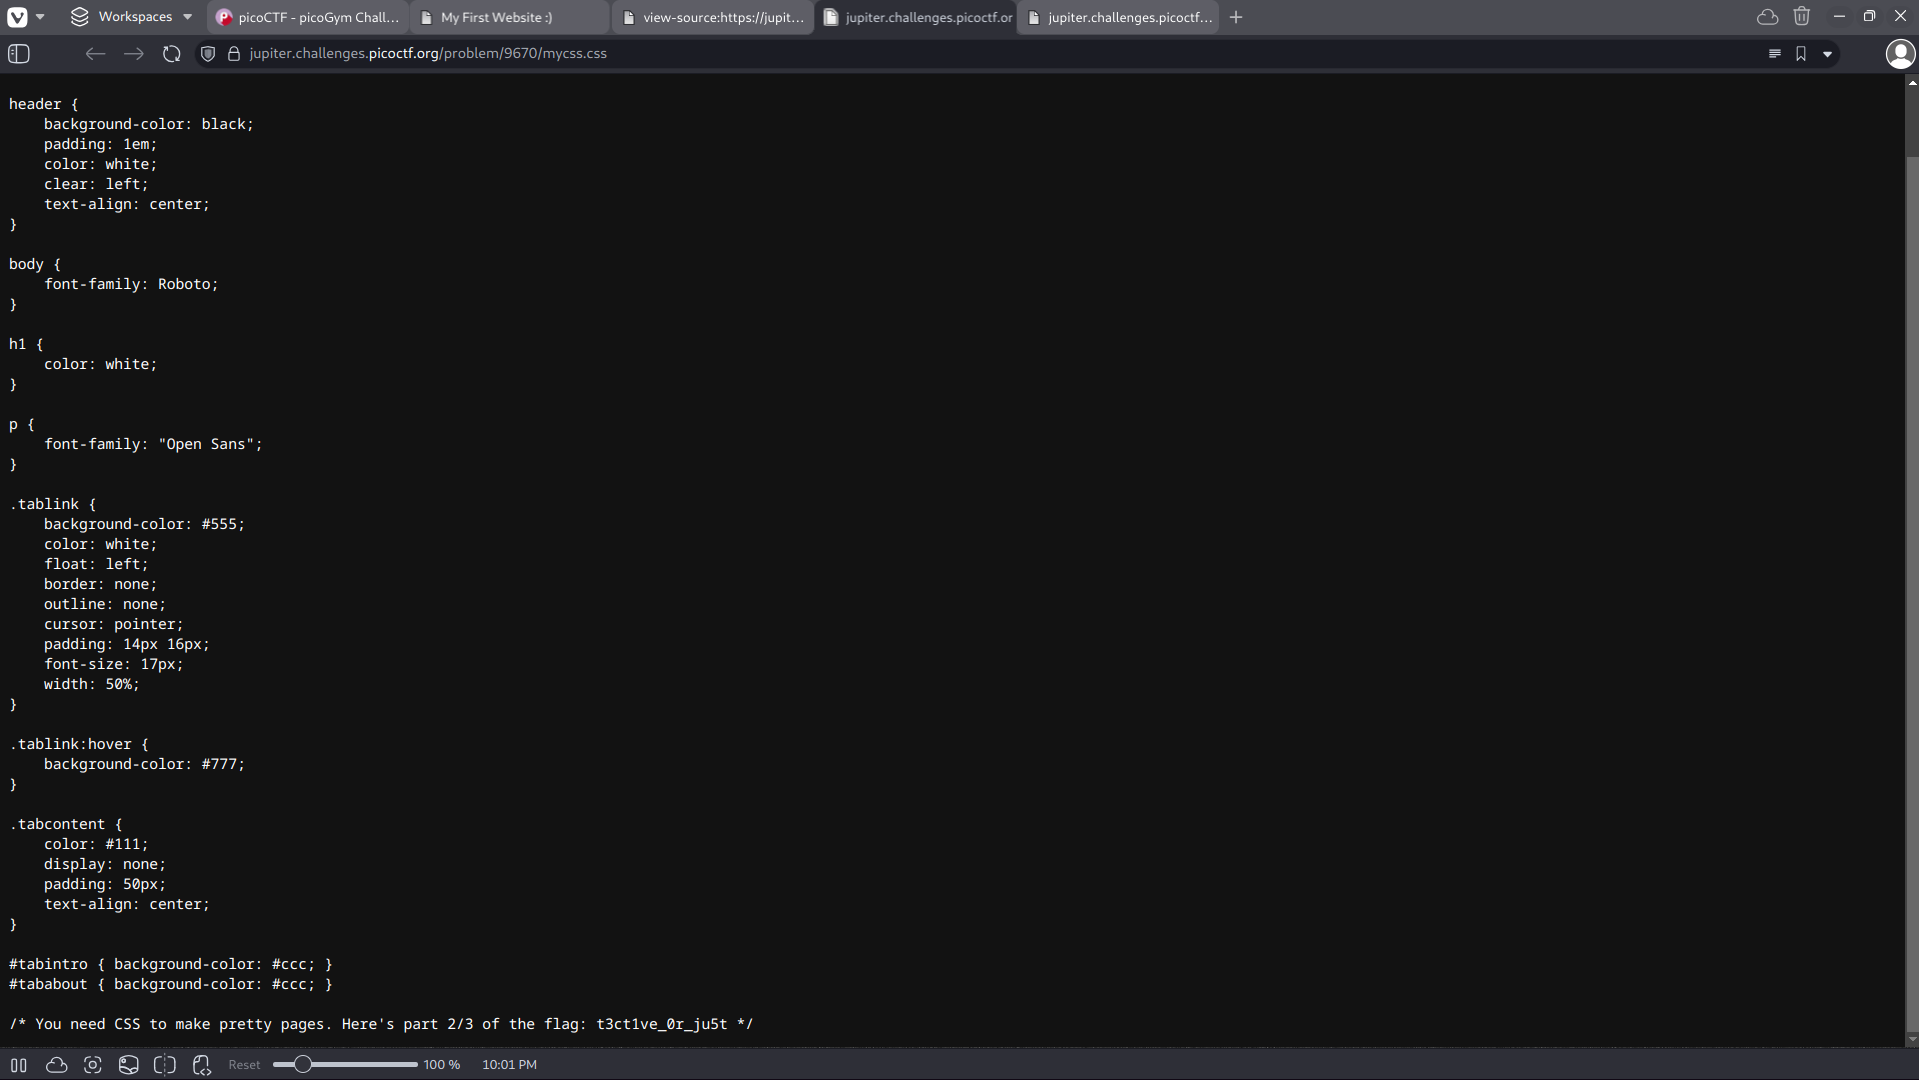 Workspaces
picoCTF - picoGym Chall...
My First Website :)
view-source:https://jupit...
jupiter.challenges.picoctf.or
jupiter.challenges.picoctf...
jupiter.challenges.picoctf.org/problem/9670/mycss.css
header {
    background-color: black;
    padding: 1em;
    color: white;
    clear: left;
    text-align: center;
}
body {
    font-family: Roboto;
}
h1 {
    color: white;
}
p {
    font-family: "Open Sans";
}
.tablink {
    background-color: #555;
    color: white;
    float: left;
    border: none;
    outline: none;
    cursor: pointer;
    padding: 14px 16px;
    font-size: 17px;
    width: 50%;
}
.tablink:hover {
    background-color: #777;
}
.tabcontent {
    color: #111;
    display: none;
    padding: 50px;
    text-align: center;
}
#tabintro { background-color: #ccc; }
#tababout { background-color: #ccc; }
/* You need CSS to make pretty pages. Here's part 2/3 of the flag: t3ct1ve_0r_ju5t */
Reset
100 %
10:01 PM